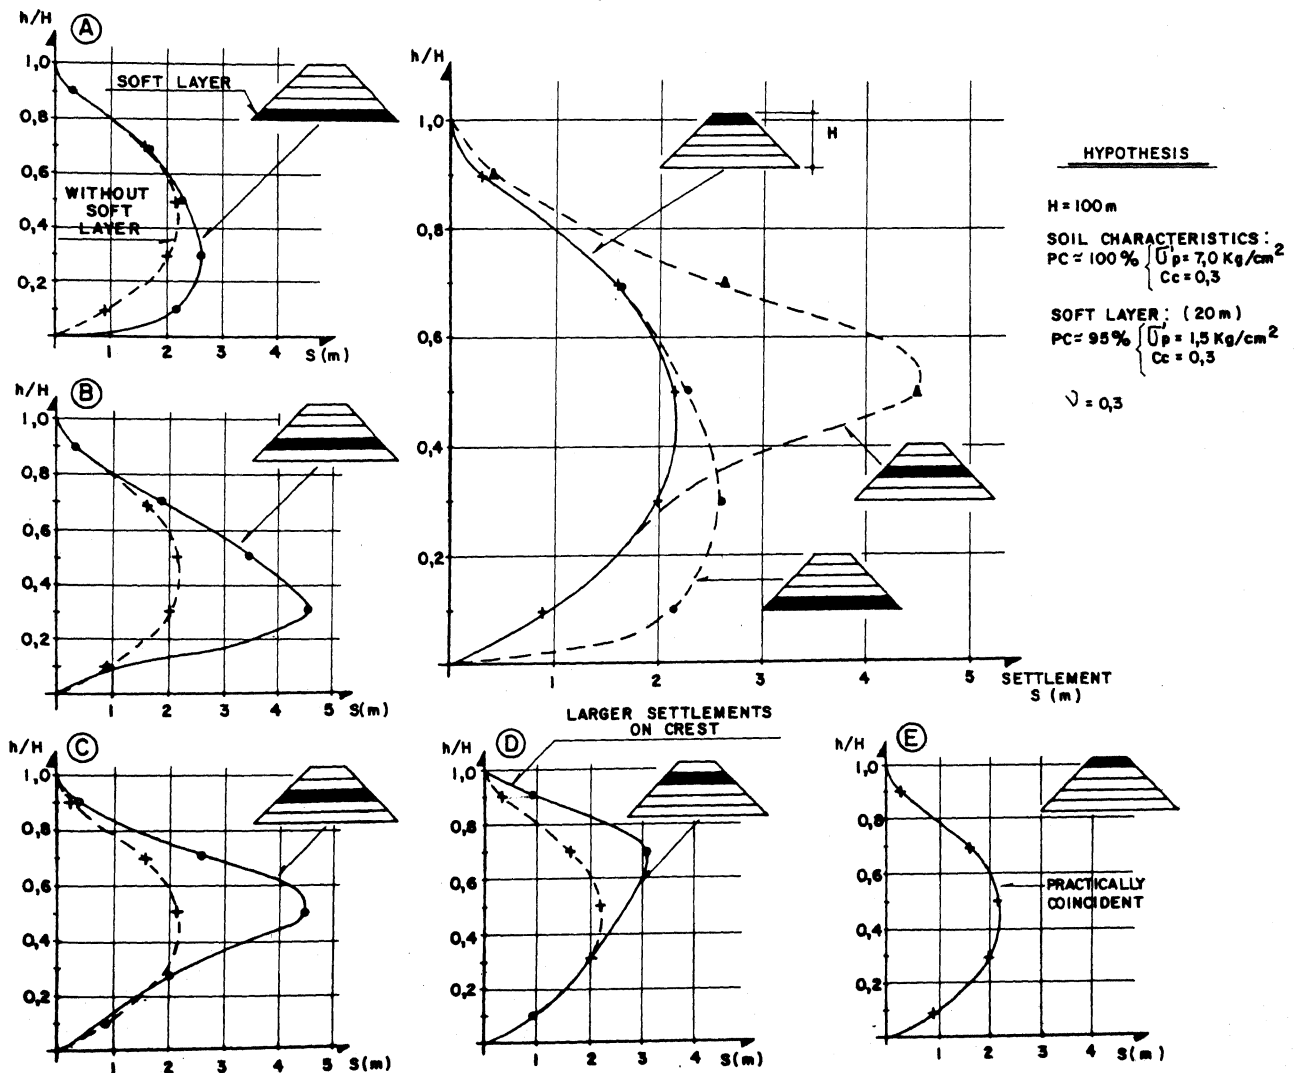 h/H
A
1,0
0,8
0,6
0,4
0,2
SOFT LAYER
WITHOUT
SOFT
LAYER
1
2
3
4
S(m)
h/H
B
1,0
0,8
0,6
0,4
0,2
1
2
3
4
5
S(m)
h/H
1,0
0,8
0,6
0,4
0,2
H
1
2
3
4
5
SETTLEMENT
S (m)
HYPOTHESIS
H = 100 m
SOIL CHARACTERISTICS:
PC ≃ 100 % { σ'p = 7,0 Kg/cm²
Cc = 0,3
SOFT LAYER: (20 m)
PC ≃ 95% { σ'p = 1,5 Kg/cm²
Cc = 0,3
ν = 0,3
h/H
C
1,0
0,8
0,6
0,4
0,2
1
2
3
4
5
S(m)
LARGER SETTLEMENTS
ON CREST
h/H
D
1,0
0,8
0,6
0,4
0,2
1
2
3
4
S(m)
h/H
E
1,0
0,8
0,6
0,4
0,2
PRACTICALLY
COINCIDENT
1
2
3
4
S(m)